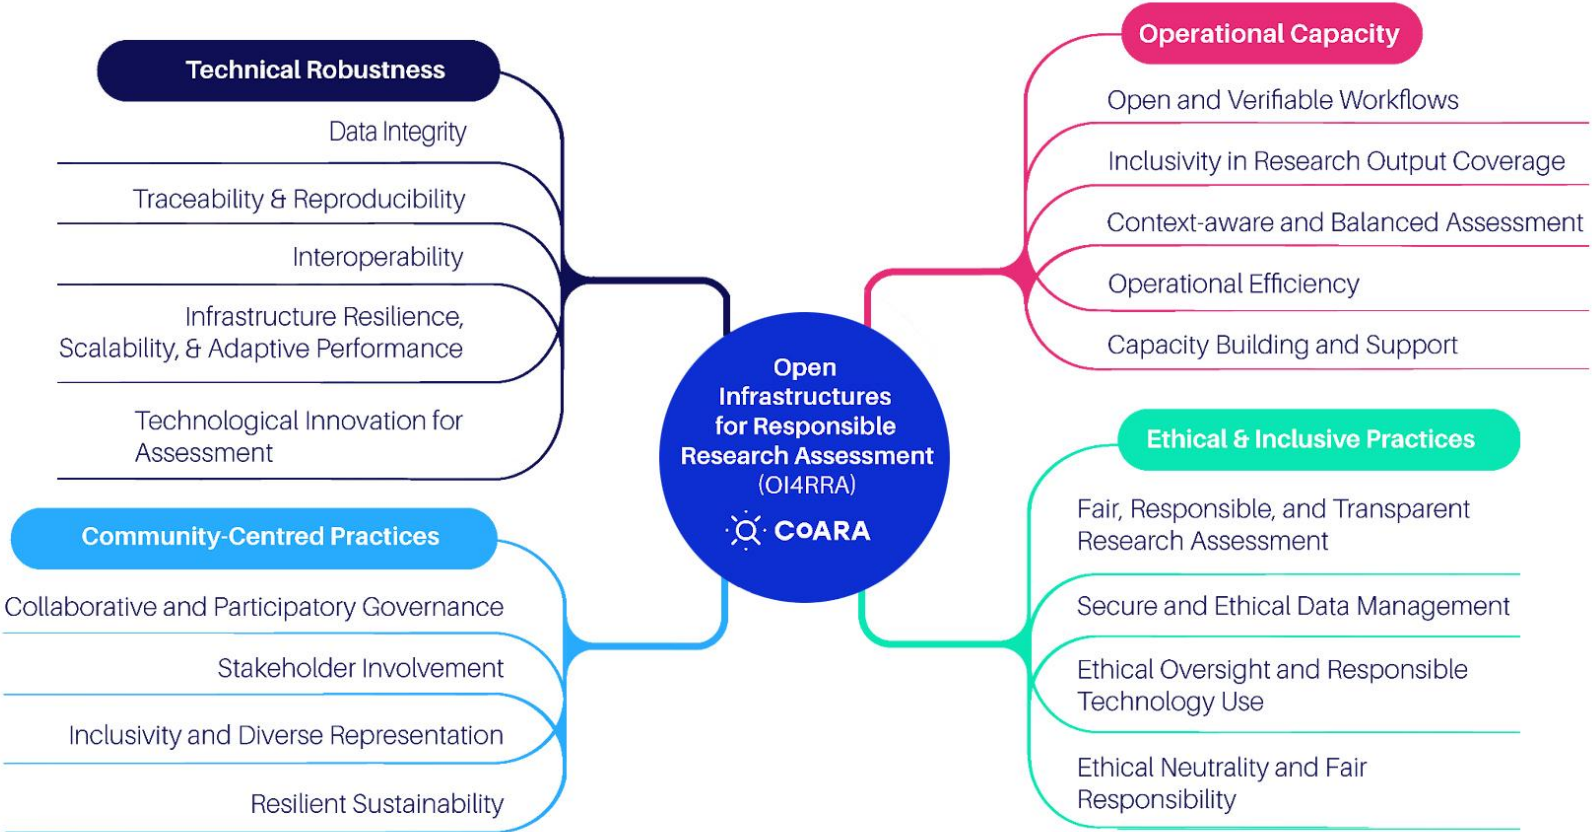 Technical Robustness
Data Integrity
Traceability & Reproducibility
Interoperability
Infrastructure Resilience,
Scalability, & Adaptive Performance
Technological Innovation for
Assessment
Community-Centred Practices
Collaborative and Participatory Governance
Stakeholder Involvement
Inclusivity and Diverse Representation
Resilient Sustainability
Open
Infrastructures
for Responsible
Research Assessment
(OI4RRA)
CoARA
Operational Capacity
Open and Verifiable Workflows
Inclusivity in Research Output Coverage
Context-aware and Balanced Assessment
Operational Efficiency
Capacity Building and Support
Ethical & Inclusive Practices
Fair, Responsible, and Transparent
Research Assessment
Secure and Ethical Data Management
Ethical Oversight and Responsible
Technology Use
Ethical Neutrality and Fair
Responsibility